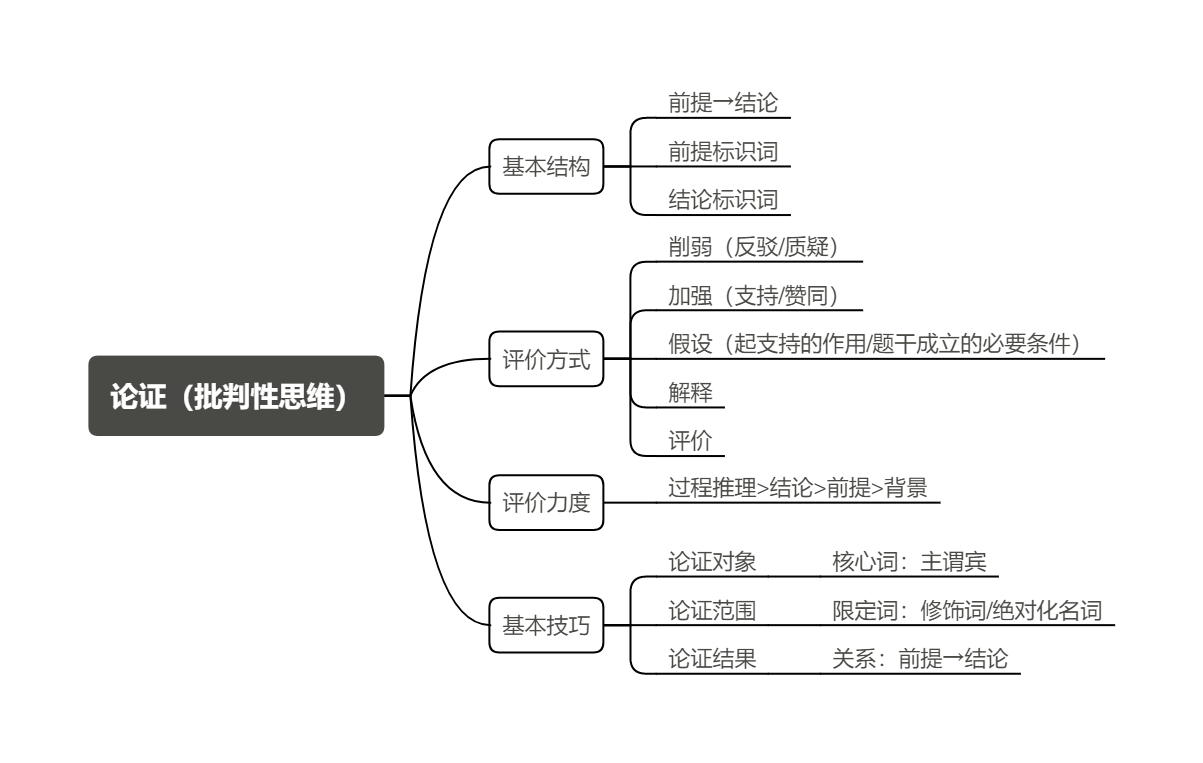 论证（批判性思维）
基本结构
前提→结论
前提标识词
结论标识词
评价方式
削弱（反驳/质疑）
加强（支持/赞同）
假设（起支持的作用/题干成立的必要条件）
解释
评价
评价力度
过程推理>结论>前提>背景
基本技巧
论证对象 核心词：主谓宾
论证范围 限定词：修饰词/绝对化名词
论证结果 关系：前提→结论